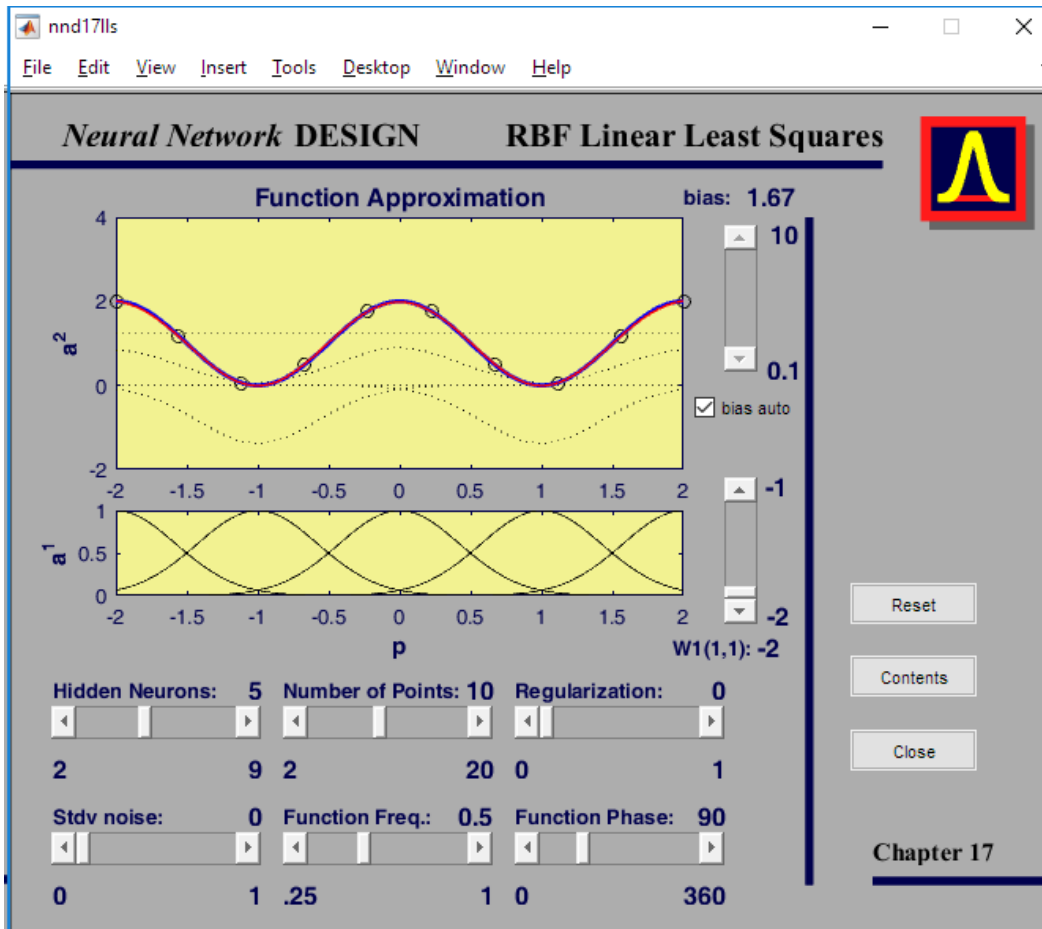 nnd17lls
File Edit View Insert Tools Desktop Window Help
Neural Network DESIGN RBF Linear Least Squares
Function Approximation bias: 1.67
4
2
0
-2
a2
-2 -1.5 -1 -0.5 0 0.5 1 1.5 2
10
0.1
bias auto
1
0.5
0
a1
-2 -1.5 -1 -0.5 0 0.5 1 1.5 2
p
-1
-2
W1(1,1): -2
Reset
Contents
Close
Hidden Neurons: 5 Number of Points: 10 Regularization: 0
2 9 2 20 0 1
Stdv noise: 0 Function Freq.: 0.5 Function Phase: 90
0 1 .25 1 0 360
Chapter 17